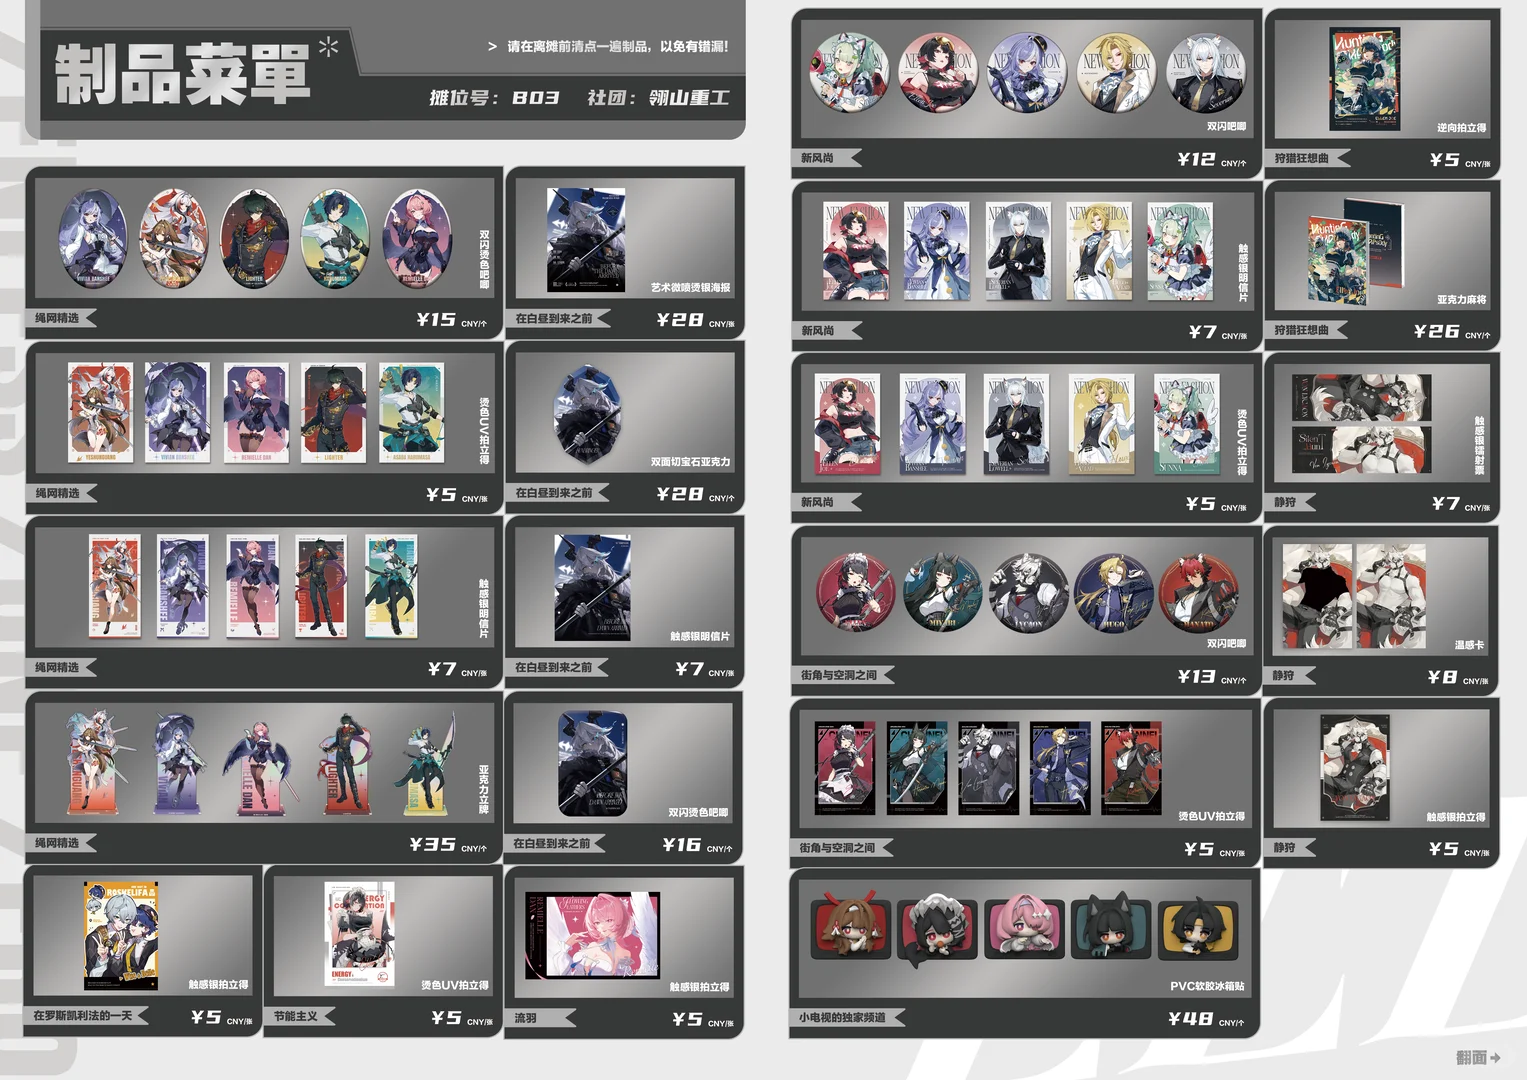 制品菜單*
> 请在离摊前清点一遍制品，以免有错漏！
摊位号：B03 社团：翎山重工
双闪烫色吧唧
绳网精选
¥15 CNY/个
艺术微喷烫银海报
在白昼到来之前
¥28 CNY/张
烫色UV拍立得
绳网精选
¥5 CNY/张
双面切宝石亚克力
在白昼到来之前
¥28 CNY/个
触感银明信片
绳网精选
¥7 CNY/张
触感银明信片
在白昼到来之前
¥7 CNY/张
亚克力立牌
绳网精选
¥35 CNY/个
双闪烫色吧唧
在白昼到来之前
¥16 CNY/个
触感银拍立得
在罗斯凯利法的一天
¥5 CNY/张
ENERGY
烫色UV拍立得
节能主义
¥5 CNY/张
触感银拍立得
流羽
¥5 CNY/张
双闪吧唧
新风尚
¥12 CNY/个
逆向拍立得
狩猎狂想曲
¥5 CNY/张
NEW FASHION
触感银明信片
新风尚
¥7 CNY/张
亚克力麻将
狩猎狂想曲
¥26 CNY/个
烫色UV拍立得
新风尚
¥5 CNY/张
触感银镭射票
静狩
¥7 CNY/张
MIYABI
LYCAON
HUGO
MANATO
双闪吧唧
街角与空洞之间
¥13 CNY/个
温感卡
静狩
¥8 CNY/张
烫色UV拍立得
街角与空洞之间
¥5 CNY/张
触感银拍立得
静狩
¥5 CNY/张
PVC软胶冰箱贴
小电视的独家频道
¥48 CNY/个
翻面→